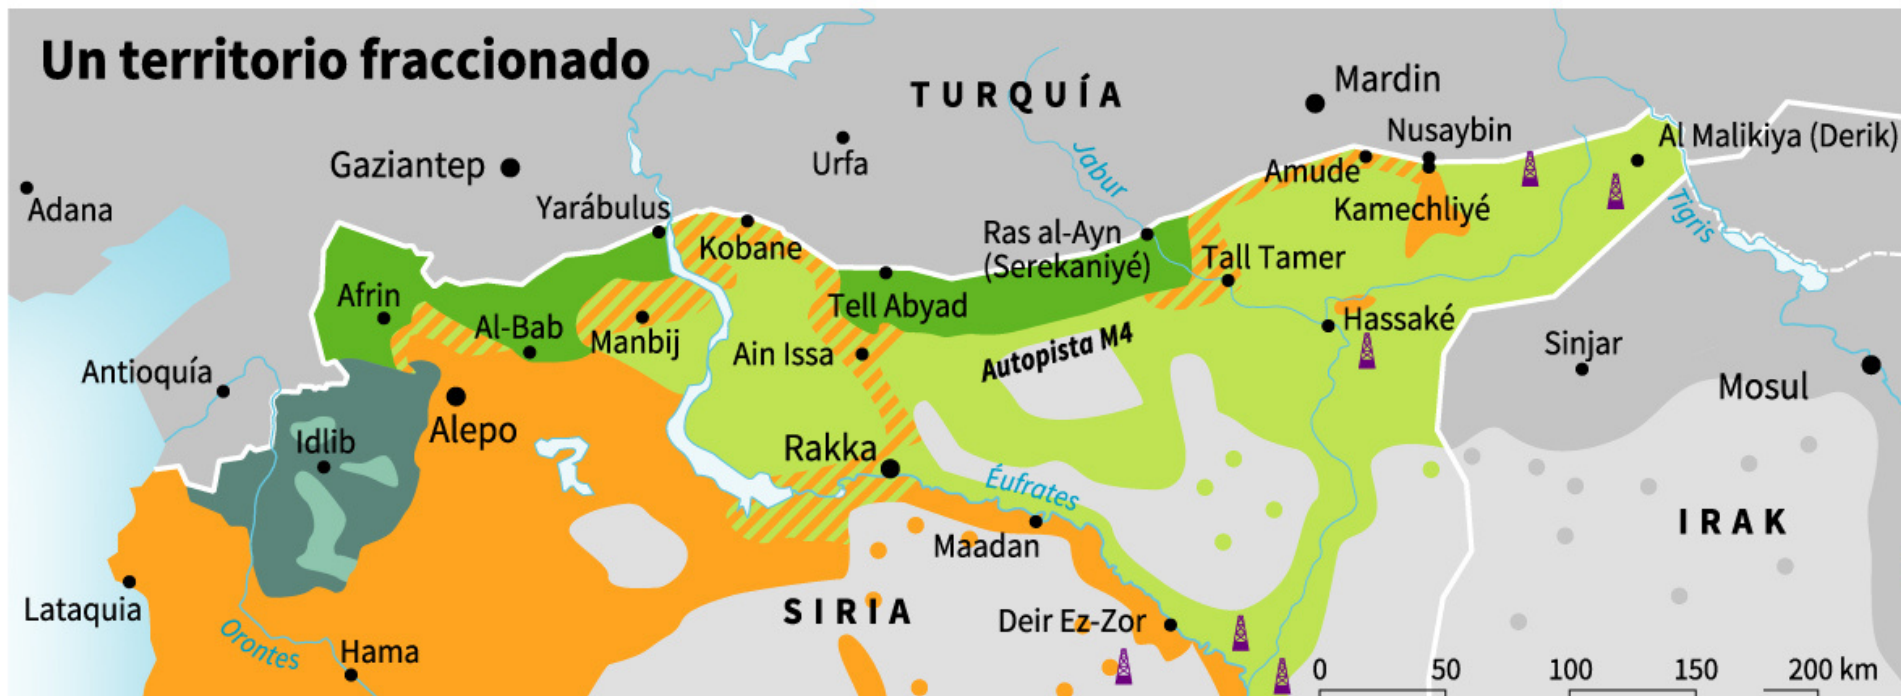 Un territorio fraccionado
TURQUÍA
Mardin
Nusaybin
Al Malikiya (Derik)
Urfa
Gaziantep
Jabur
Amude
Adana
Yarábulus
Kamechliyé
Tigris
Ras al-Ayn
(Serekaniyé)
Kobane
Tall Tamer
Afrin
Tell Abyad
Al-Bab
Manbij
Ain Issa
Autopista M4
Hassaké
Sinjar
Antioquía
Mosul
Alepo
Idlib
Rakka
Éufrates
IRAK
Maadan
Lataquia
SIRIA
Deir Ez-Zor
Orontes
Hama
0 50 100 150 200 km